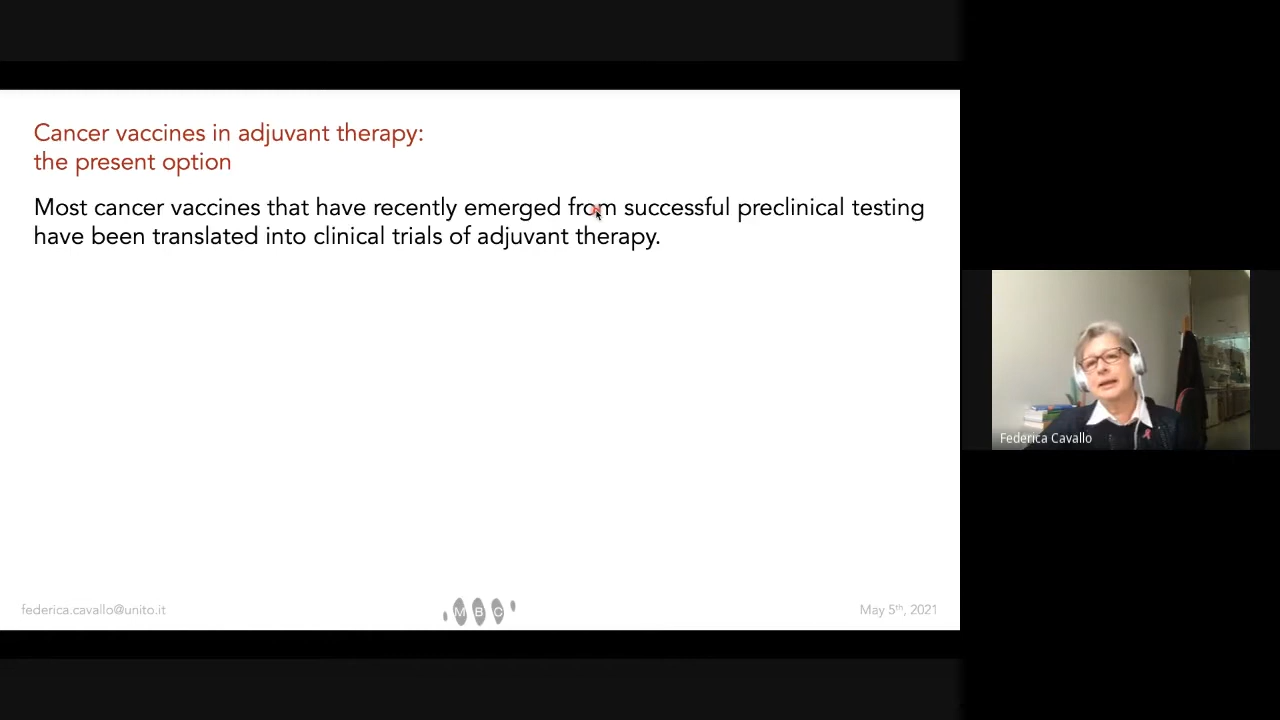 Cancer vaccines in adjuvant therapy:
the present option
Most cancer vaccines that have recently emerged from successful preclinical testing
have been translated into clinical trials of adjuvant therapy.
Federica Cavallo
federica.cavallo@unito.it
MBC
May 5th, 2021